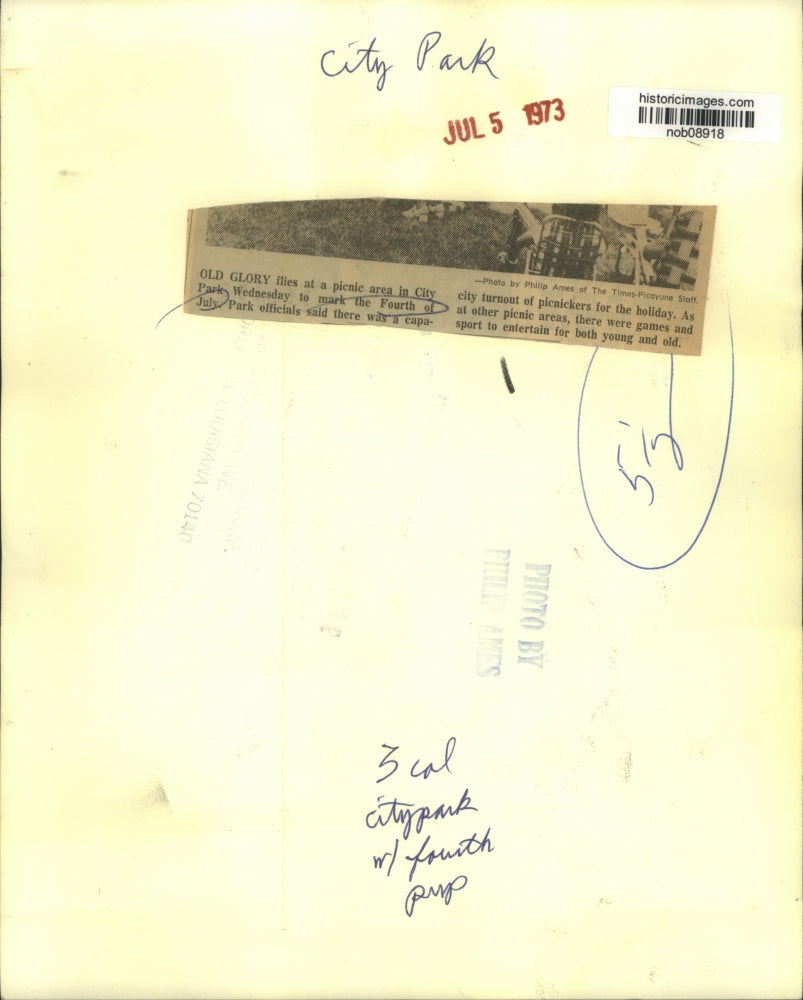 City Park
JUL 5 1973
historicimages.com
nob08918
—Photo by Philip Ames of The Times-Picayune Staff.
OLD GLORY flies at a picnic area in City
Park Wednesday to mark the Fourth of
July. Park officials said there was a capa-
city turnout of picnickers for the holiday. As
at other picnic areas, there were games and
sport to entertain for both young and old.
AVE.
LOUISIANA 70140
PHOTO BY
PHILIP AMES
3 col
citypark
w/ fourth